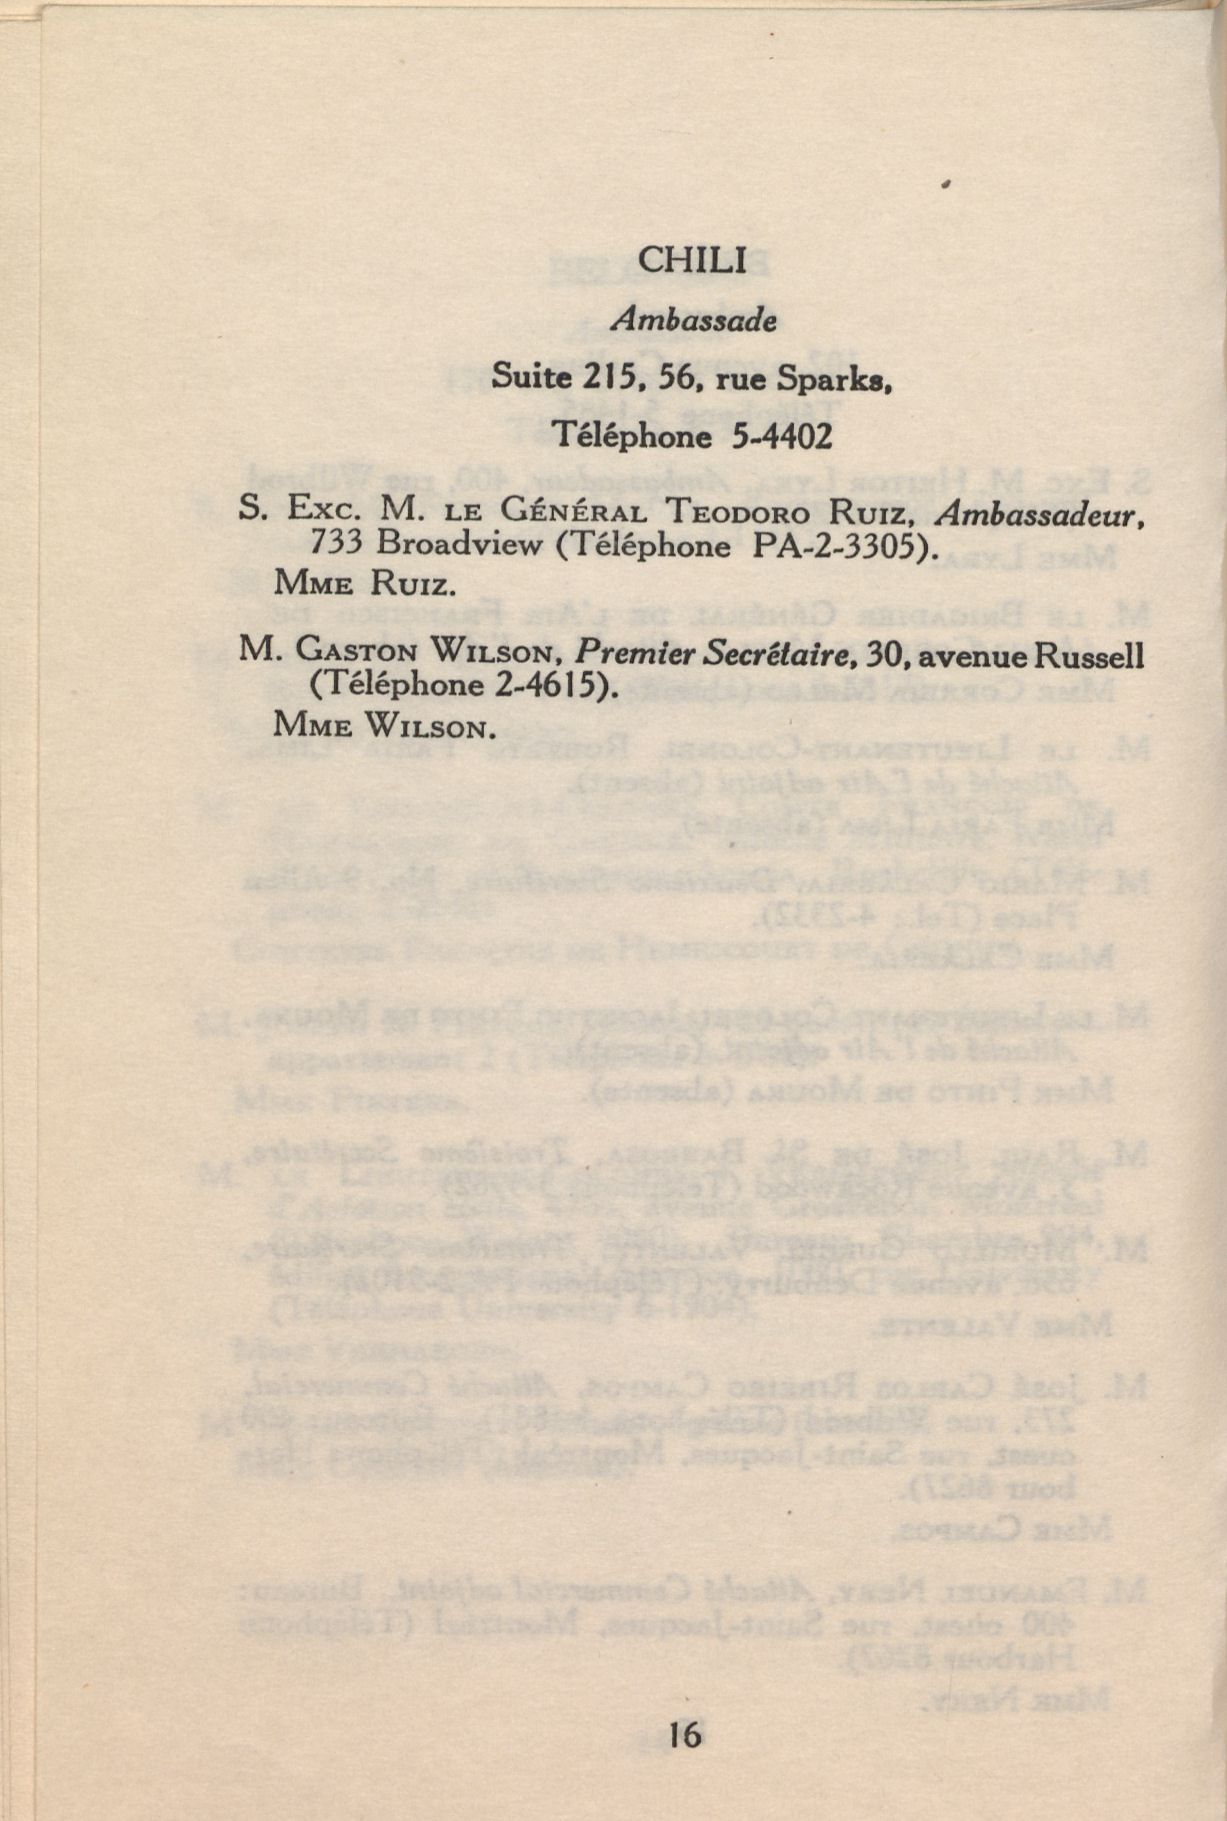 CHILI
Ambassade
Suite 215, 56, rue Sparks,
Téléphone 5-4402
S. Exc. M. le Général Teodoro Ruiz, Ambassadeur,
733 Broadview (Téléphone PA-2-3305).
Mme Ruiz.
M. Gaston Wilson, Premier Secrétaire, 30, avenue Russell
(Téléphone 2-4615).
Mme Wilson.
16